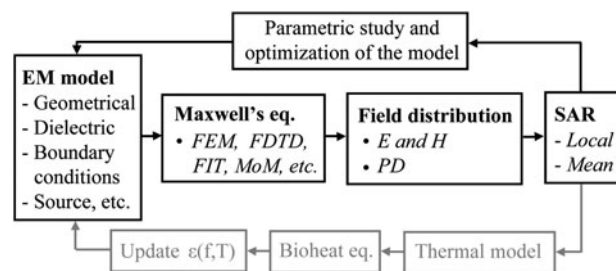 Parametric study and
optimization of the model
EM model
- Geometrical
- Dielectric
- Boundary
conditions
- Source, etc.
Maxwell's eq.
• FEM, FDTD,
FIT, MoM, etc.
Field distribution
• E and H
• PD
SAR
- Local
- Mean
Update ε(f,T)
Bioheat eq.
Thermal model